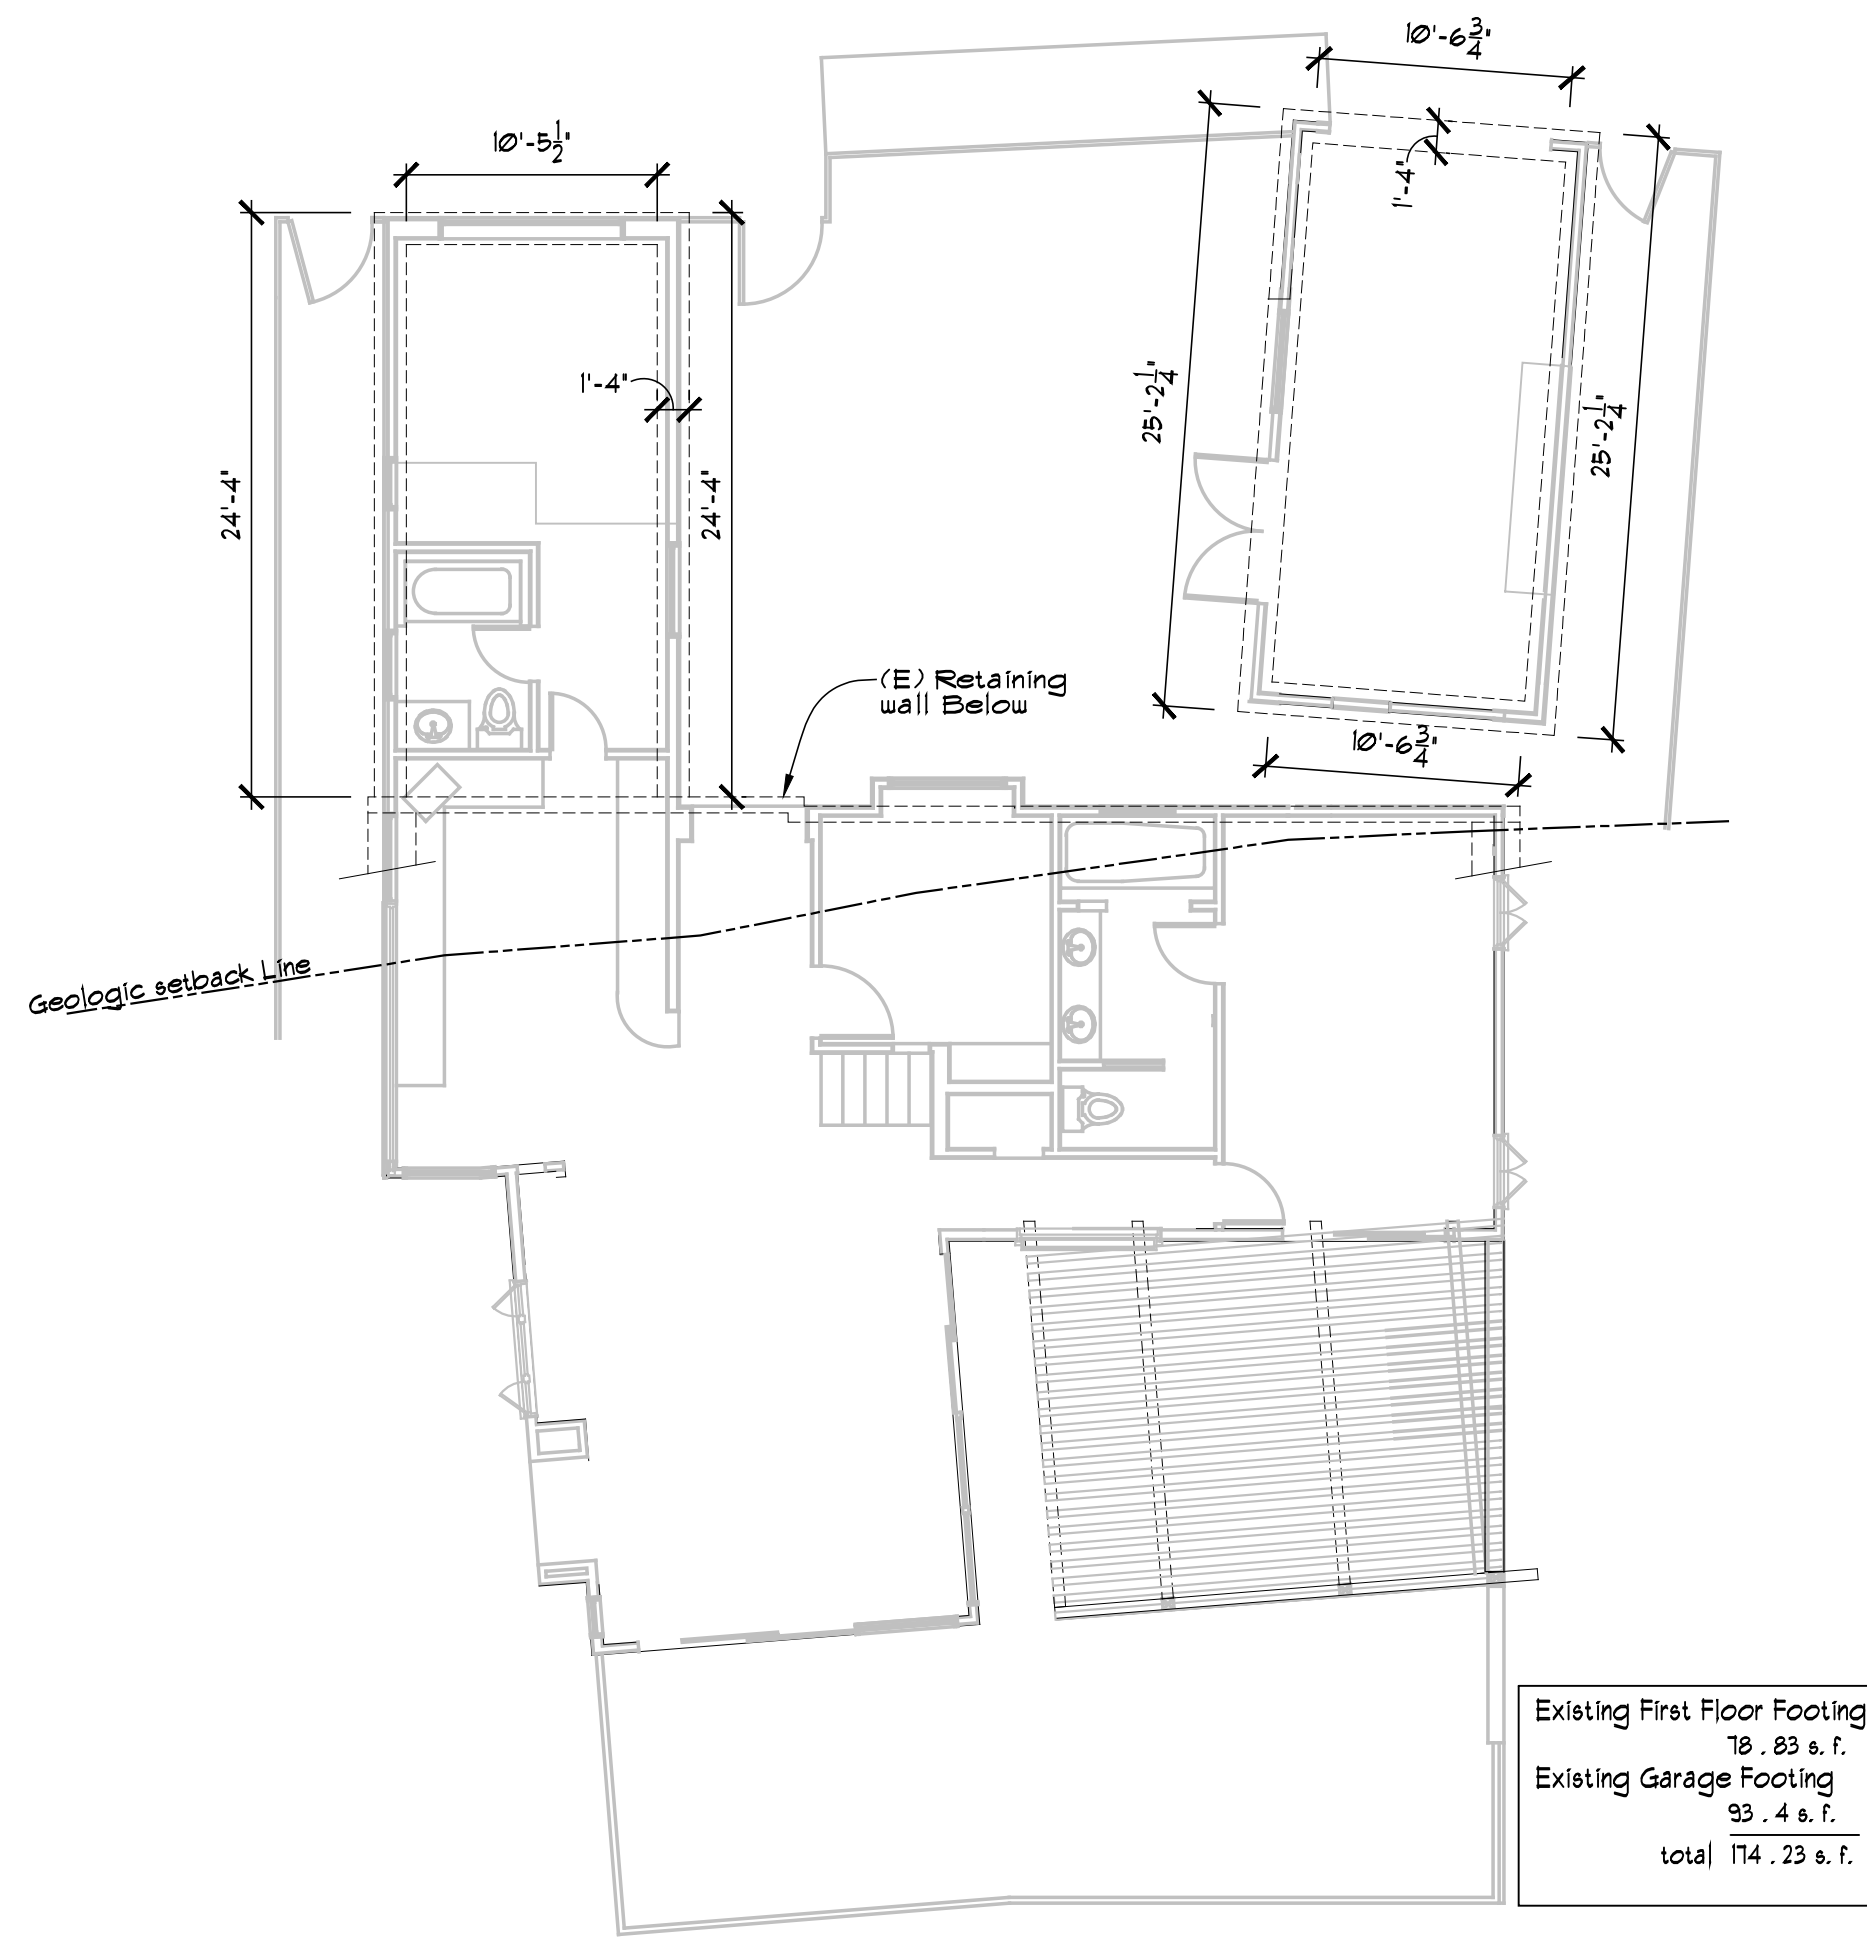 10'-6 3/4"
10'-5 1/2"
1'-4"
1'-4"
25'-2 1/4"
25'-2 1/4"
24'-4"
24'-4"
(E) Retaining
wall Below
10'-6 3/4"
Geologic setback Line
Existing First Floor Footing
78 . 83 s. f.
Existing Garage Footing
93 . 4 s. f.
total 174 . 23 s. f.